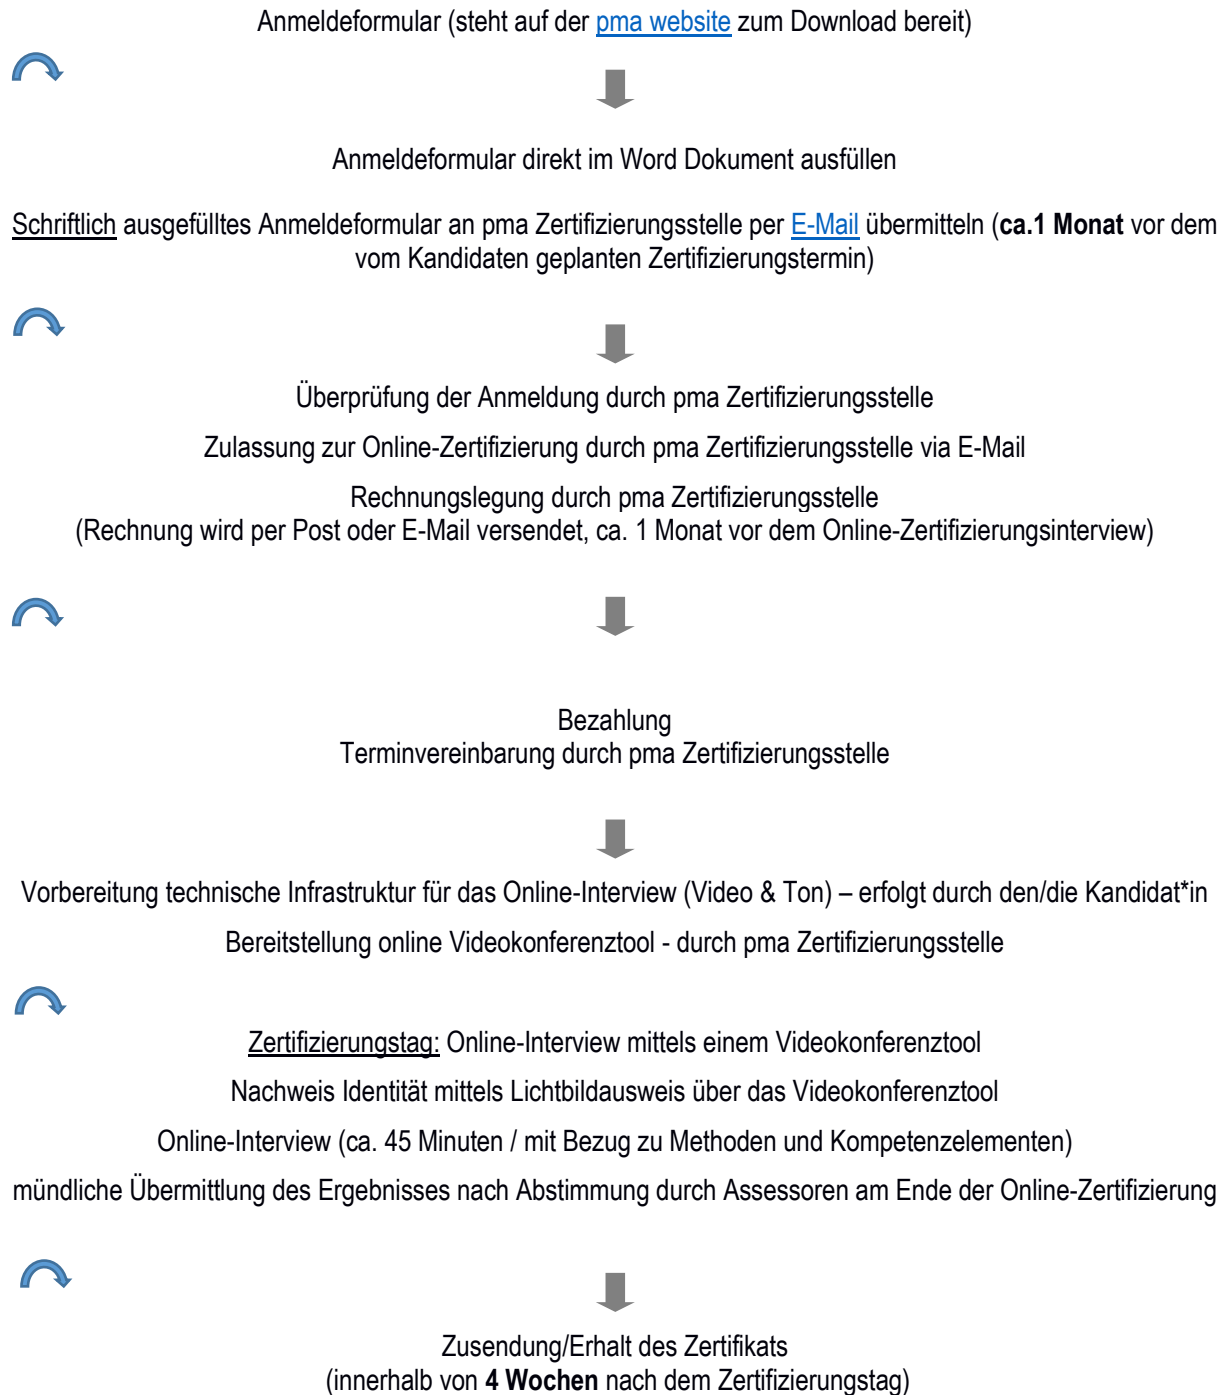 Anmeldeformular (steht auf der pma website zum Download bereit)
Anmeldeformular direkt im Word Dokument ausfüllen
Schriftlich ausgefülltes Anmeldeformular an pma Zertifizierungsstelle per E-Mail übermitteln (ca.1 Monat vor dem
vom Kandidaten geplanten Zertifizierungstermin)
Überprüfung der Anmeldung durch pma Zertifizierungsstelle
Zulassung zur Online-Zertifizierung durch pma Zertifizierungsstelle via E-Mail
Rechnungslegung durch pma Zertifizierungsstelle
(Rechnung wird per Post oder E-Mail versendet, ca. 1 Monat vor dem Online-Zertifizierungsinterview)
Bezahlung
Terminvereinbarung durch pma Zertifizierungsstelle
Vorbereitung technische Infrastruktur für das Online-Interview (Video & Ton) – erfolgt durch den/die Kandidat*in
Bereitstellung online Videokonferenztool - durch pma Zertifizierungsstelle
Zertifizierungstag: Online-Interview mittels einem Videokonferenztool
Nachweis Identität mittels Lichtbildausweis über das Videokonferenztool
Online-Interview (ca. 45 Minuten / mit Bezug zu Methoden und Kompetenzelementen)
mündliche Übermittlung des Ergebnisses nach Abstimmung durch Assessoren am Ende der Online-Zertifizierung
Zusendung/Erhalt des Zertifikats
(innerhalb von 4 Wochen nach dem Zertifizierungstag)